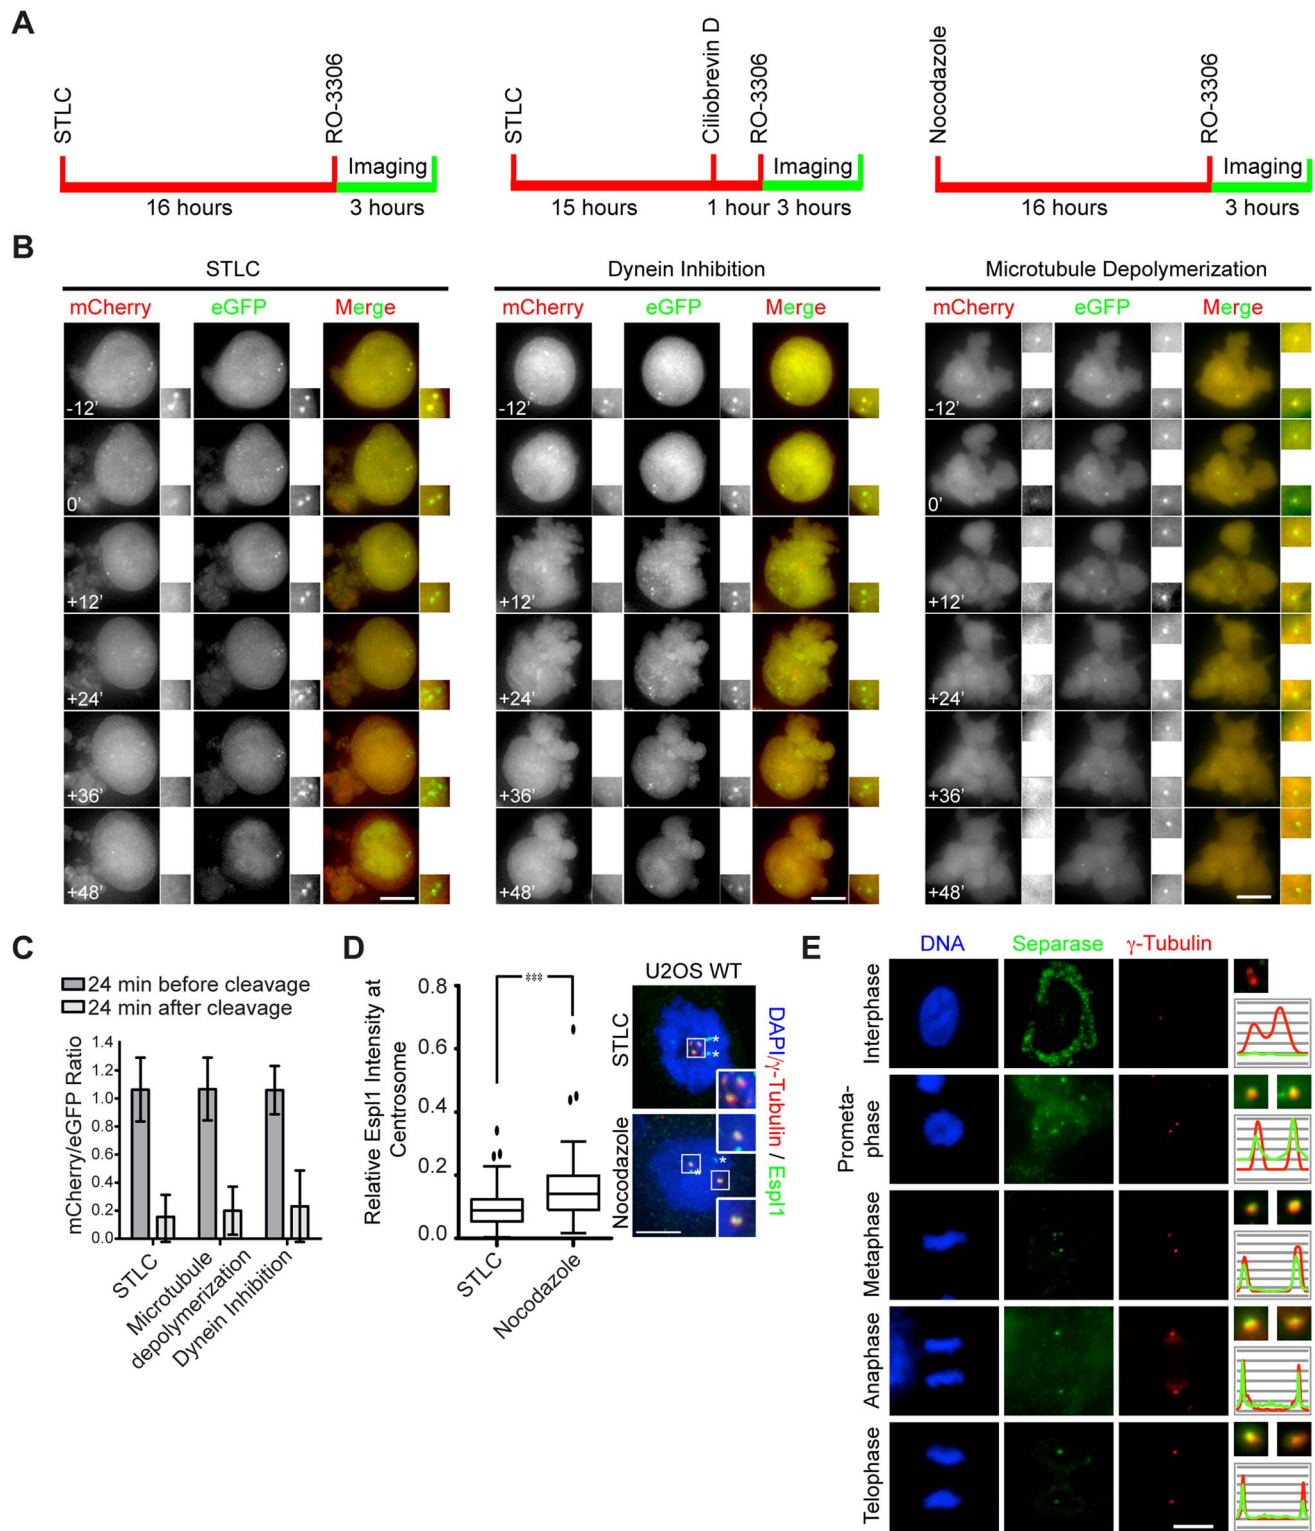 A
STLC
RO-3306
Imaging
16 hours
3 hours
STLC
Ciliobrevin D
RO-3306
Imaging
15 hours
1 hour 3 hours
Nocodazole
RO-3306
Imaging
16 hours
3 hours
B
STLC
mCherry eGFP Merge
-12’
0’
+12’
+24’
+36’
+48’
Dynein Inhibition
mCherry eGFP Merge
-12’
0’
+12’
+24’
+36’
+48’
Microtubule Depolymerization
mCherry eGFP Merge
-12’
0’
+12’
+24’
+36’
+48’
C
24 min before cleavage
24 min after cleavage
mCherry/eGFP Ratio
1.4
1.2
1.0
0.8
0.6
0.4
0.2
0.0
STLC
Microtubule
depolymerization
Dynein Inhibition
D
Relative Espl1 Intensity at
Centrosome
0.8
0.6
0.4
0.2
0.0
***
STLC
Nocodazole
U2OS WT
STLC
*
*
Nocodazole
*
*
DAPI/γ-Tubulin / Espl1
E
DNA Separase γ-Tubulin
Interphase
Prometa-
phase
Metaphase
Anaphase
Telophase